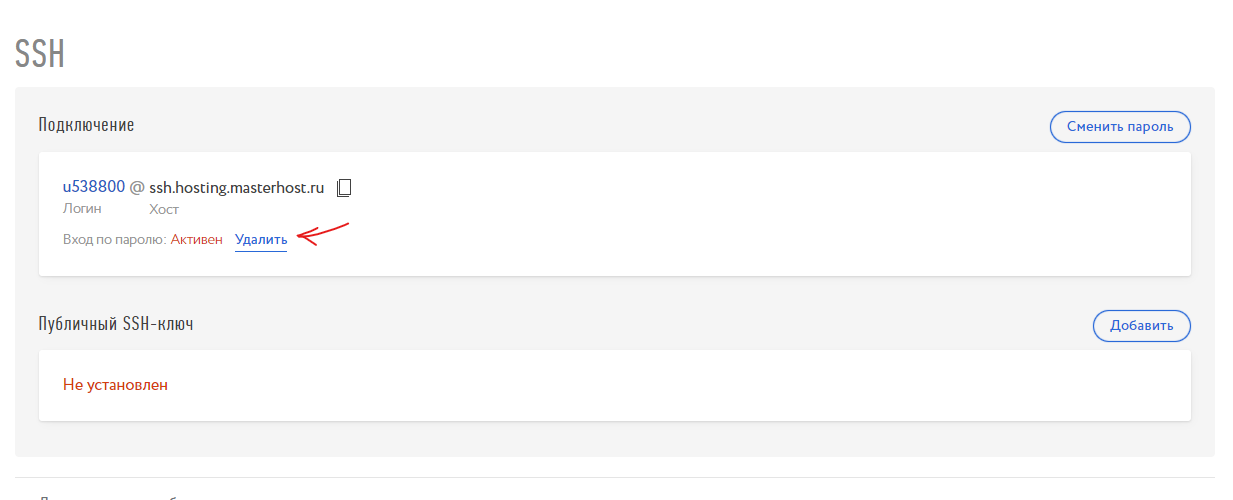 SSH
Подключение
Сменить пароль
u538800 @ ssh.hosting.masterhost.ru
Логин Хост
Вход по паролю: Активен Удалить
Публичный SSH-ключ
Добавить
Не установлен